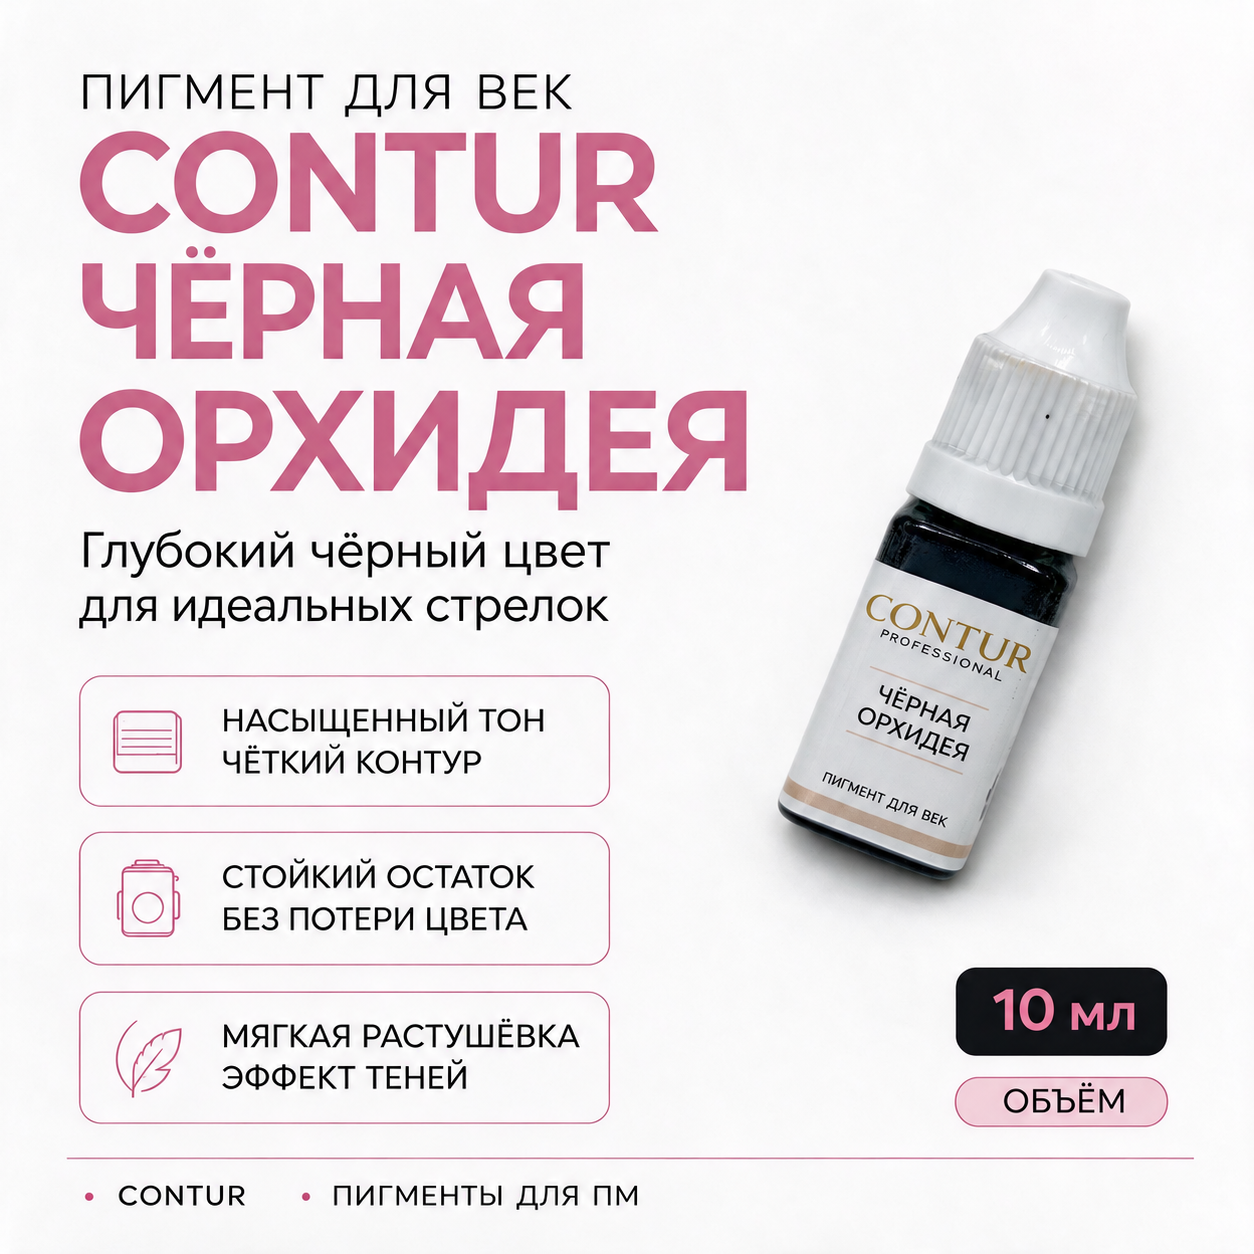 ПИГМЕНТ ДЛЯ ВЕК
CONTUR
ЧЁРНАЯ
ОРХИДЕЯ
Глубокий чёрный цвет
для идеальных стрелок
НАСЫЩЕННЫЙ ТОН
ЧЁТКИЙ КОНТУР
СТОЙКИЙ ОСТАТОК
БЕЗ ПОТЕРИ ЦВЕТА
МЯГКАЯ РАСТУШЁВКА
ЭФФЕКТ ТЕНЕЙ
CONTUR
PROFESSIONAL
ЧЁРНАЯ
ОРХИДЕЯ
ПИГМЕНТ ДЛЯ ВЕК
10 мл
ОБЪЁМ
• CONTUR • ПИГМЕНТЫ ДЛЯ ПМ